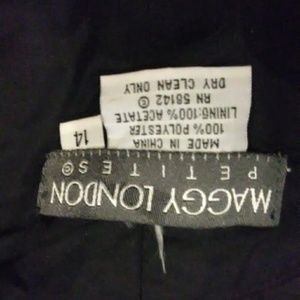 MAGGY LONDON
PETITES©
14
MADE IN CHINA
100% POLYESTER
LINING:100% ACETATE
RN 58142 ©
DRY CLEAN ONLY